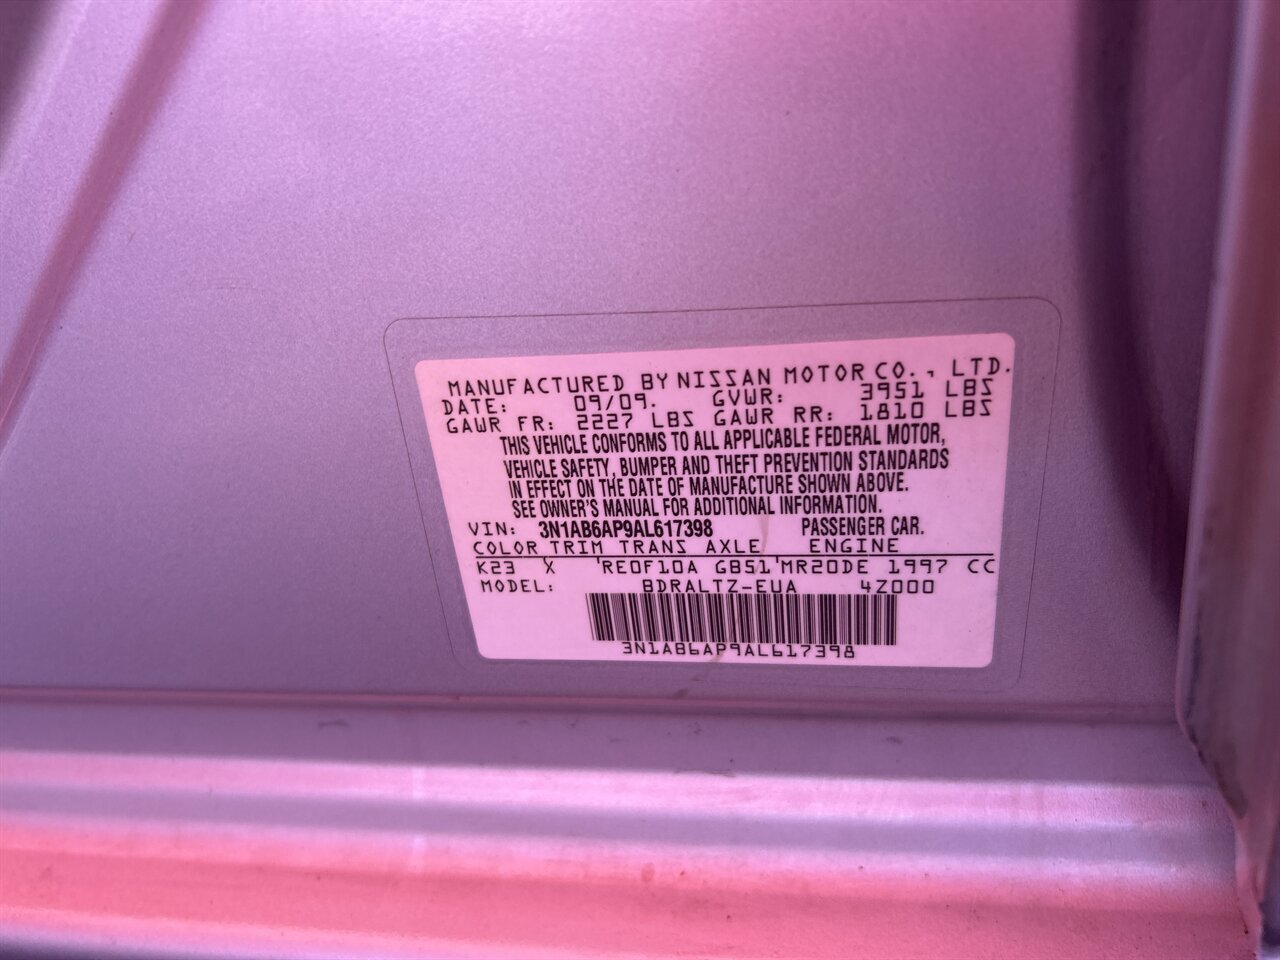 MANUFACTURED BY NISSAN MOTOR CO., LTD.
DATE: 09/09. GVWR: 3951 LBS
GAWR FR: 2227 LBS GAWR RR: 1810 LBS
THIS VEHICLE CONFORMS TO ALL APPLICABLE FEDERAL MOTOR,
VEHICLE SAFETY, BUMPER AND THEFT PREVENTION STANDARDS
IN EFFECT ON THE DATE OF MANUFACTURE SHOWN ABOVE.
SEE OWNER'S MANUAL FOR ADDITIONAL INFORMATION.
VIN: 3N1AB6AP9AL617398 PASSENGER CAR.
COLOR TRIM TRANS AXLE ENGINE
K23 X 'RE0F10A GB51'MR20DE 1997 CC
MODEL: BDRALTZ-EUA 4Z000
3N1AB6AP9AL617398